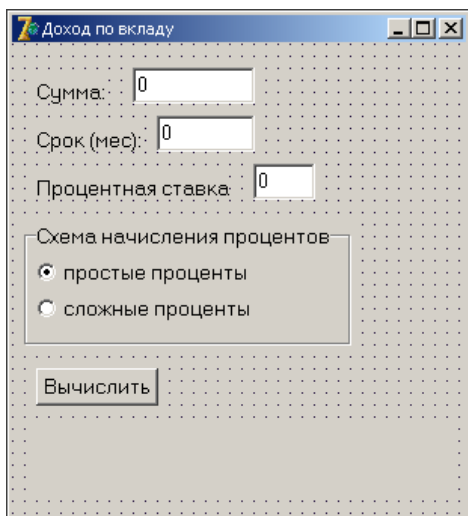 Доход по вкладу
Сумма: 0
Срок (мес): 0
Процентная ставка 0
Схема начисления процентов
простые проценты
сложные проценты
Вычислить